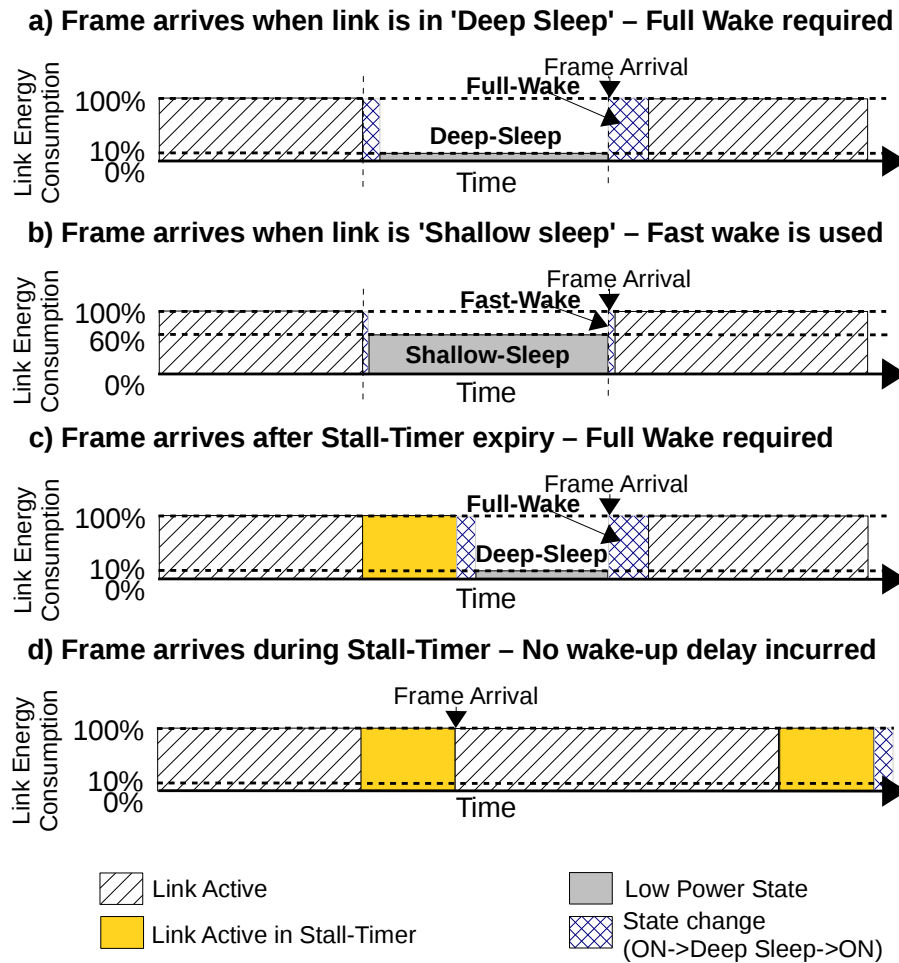 a) Frame arrives when link is in 'Deep Sleep' – Full Wake required
Frame Arrival
Full-Wake
Link Energy
Consumption
100%
Deep-Sleep
10%
0%
Time
b) Frame arrives when link is 'Shallow sleep' – Fast wake is used
Frame Arrival
Fast-Wake
Link Energy
Consumption
100%
60%
Shallow-Sleep
0%
Time
c) Frame arrives after Stall-Timer expiry – Full Wake required
Frame Arrival
Full-Wake
Link Energy
Consumption
100%
Deep-Sleep
10%
0%
Time
d) Frame arrives during Stall-Timer – No wake-up delay incurred
Frame Arrival
Link Energy
Consumption
100%
10%
0%
Time
Link Active
Low Power State
Link Active in Stall-Timer
State change
(ON->Deep Sleep->ON)